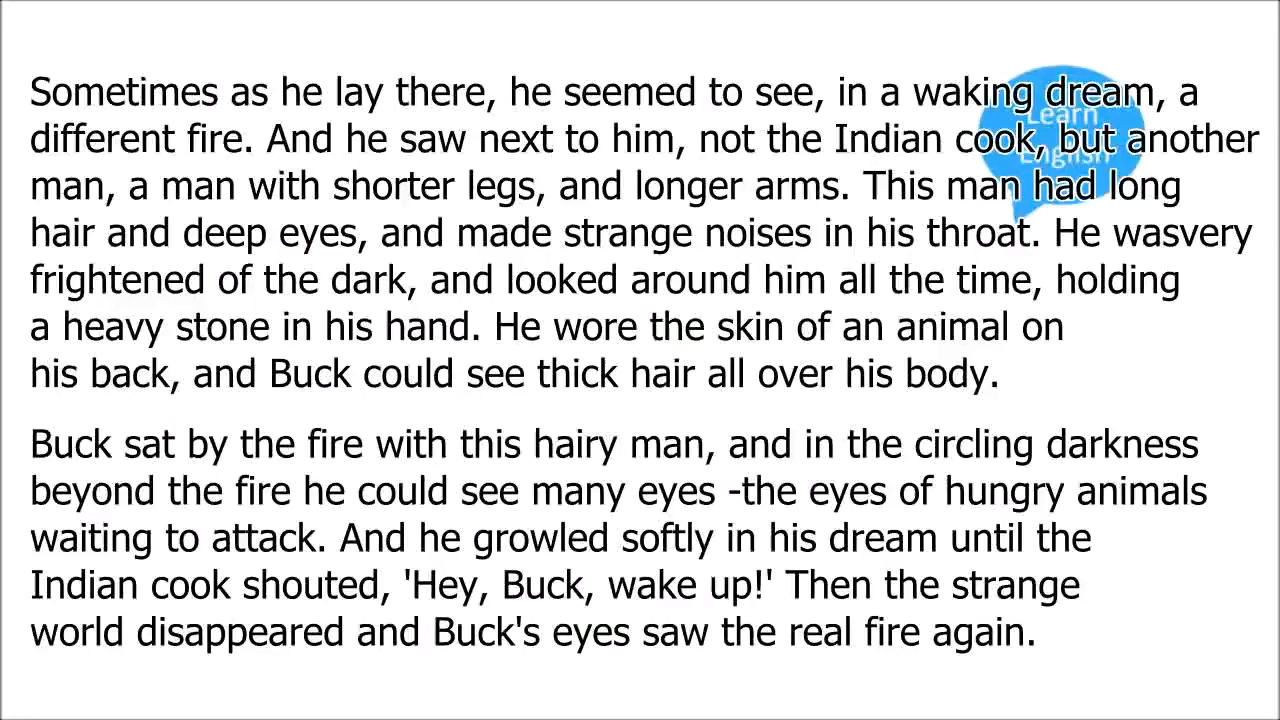 Sometimes as he lay there, he seemed to see, in a waking dream, a
different fire. And he saw next to him, not the Indian cook, but another
man, a man with shorter legs, and longer arms. This man had long
hair and deep eyes, and made strange noises in his throat. He wasvery
frightened of the dark, and looked around him all the time, holding
a heavy stone in his hand. He wore the skin of an animal on
his back, and Buck could see thick hair all over his body.
Buck sat by the fire with this hairy man, and in the circling darkness
beyond the fire he could see many eyes -the eyes of hungry animals
waiting to attack. And he growled softly in his dream until the
Indian cook shouted, 'Hey, Buck, wake up!' Then the strange
world disappeared and Buck's eyes saw the real fire again.
Learn
English